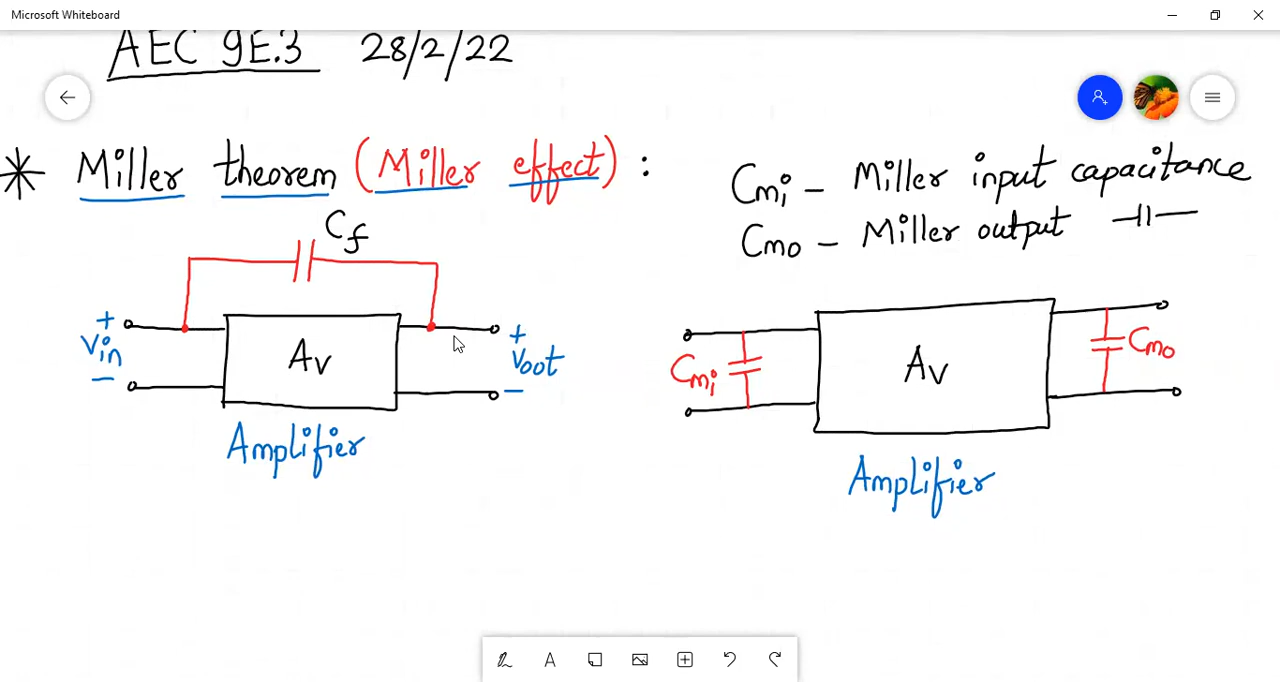 Microsoft Whiteboard
AEC 9E.3 28/2/22
* Miller theorem (Miller effect) :
Cmi – Miller input capacitance
Cmo – Miller output ⊣⊢
Cf
+
Vin
–
Av
+
Voot
–
Amplifier
Cmi
Av
Cmo
Amplifier
A